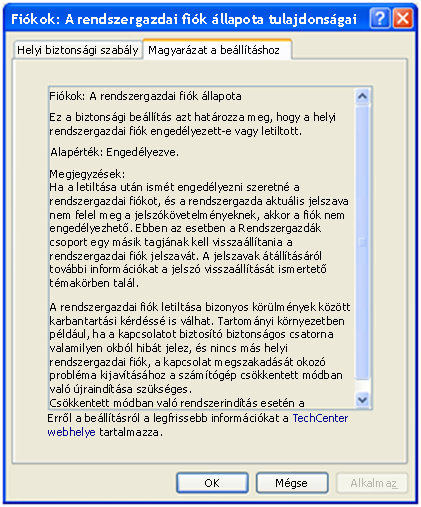 Fiókok: A rendszergazdai fiók állapota tulajdonságai
Helyi biztonsági szabály
Magyarázat a beállításhoz
Fiókok: A rendszergazdai fiók állapota
Ez a biztonsági beállítás azt határozza meg, hogy a helyi
rendszergazdai fiók engedélyezett-e vagy letiltott.
Alapérték: Engedélyezve.
Megjegyzések:
Ha a letiltása után ismét engedélyezni szeretné a
rendszergazdai fiókot, és a rendszergazda aktuális jelszava
nem felel meg a jelszókövetelményeknek, akkor a fiók nem
engedélyezhető. Ebben az esetben a Rendszergazdák
csoport egy másik tagjának kell visszaállítania a
rendszergazdai fiók jelszavát. A jelszavak átállításáról
további információkat a jelszó visszaállítását ismertető
témakörben talál.
A rendszergazdai fiók letiltása bizonyos körülmények között
karbantartási kérdéssé is válhat. Tartományi környezetben
például, ha a kapcsolatot biztosító biztonságos csatorna
valamilyen okból hibát jelez, és nincs más helyi
rendszergazdai fiók, a kapcsolat megszakadását okozó
probléma kijavításához a számítógép csökkentett módban
való újraindítása szükséges.
Csökkentett módban való rendszerindítás esetén a
Erről a beállításról a legfrissebb információkat a TechCenter
webhelye tartalmazza.
OK
Mégse
Alkalmaz